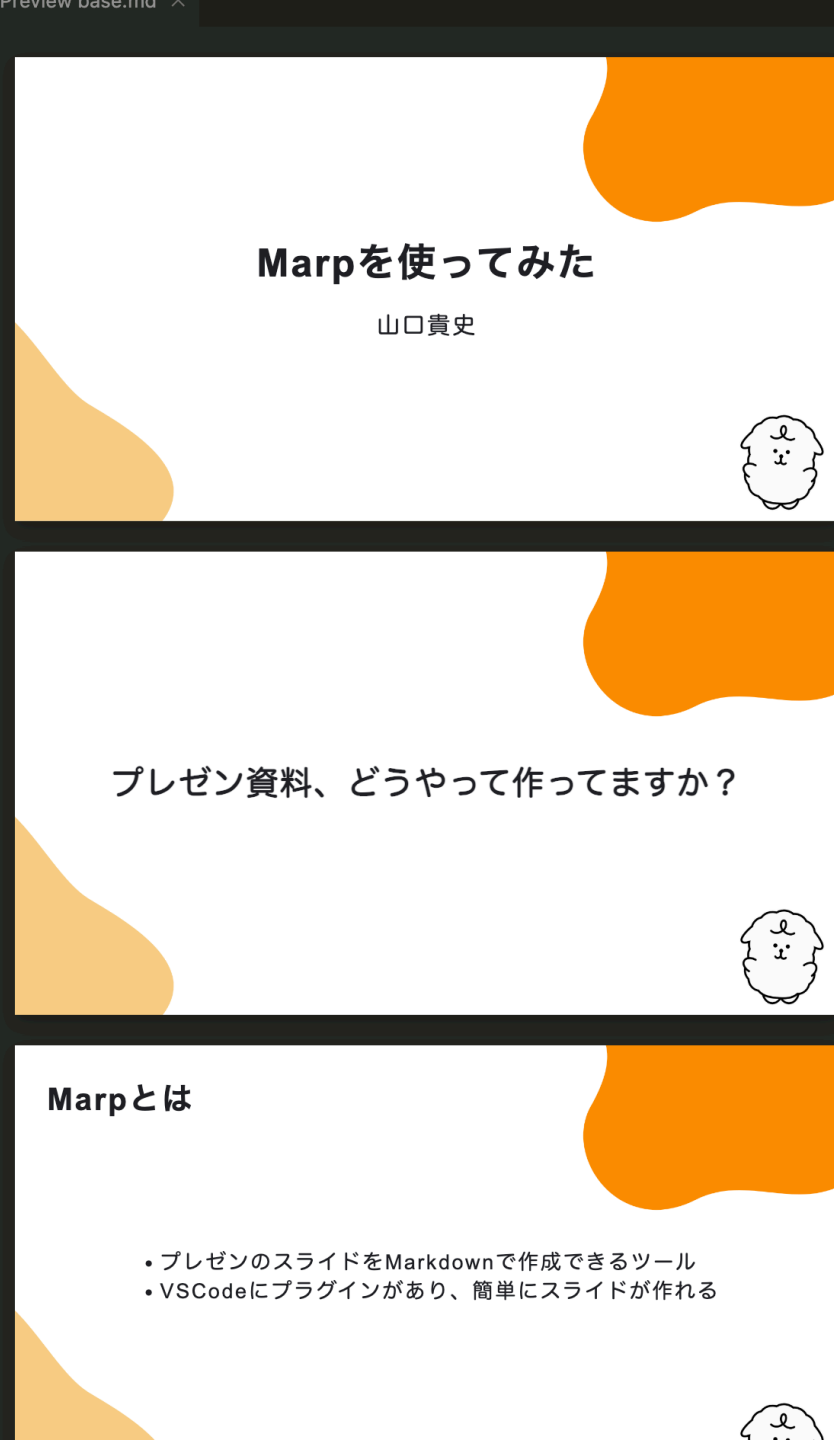 Preview base.md
Marpを使ってみた
山口貴史
プレゼン資料、どうやって作ってますか？
Marpとは
• プレゼンのスライドをMarkdownで作成できるツール
• VSCodeにプラグインがあり、簡単にスライドが作れる